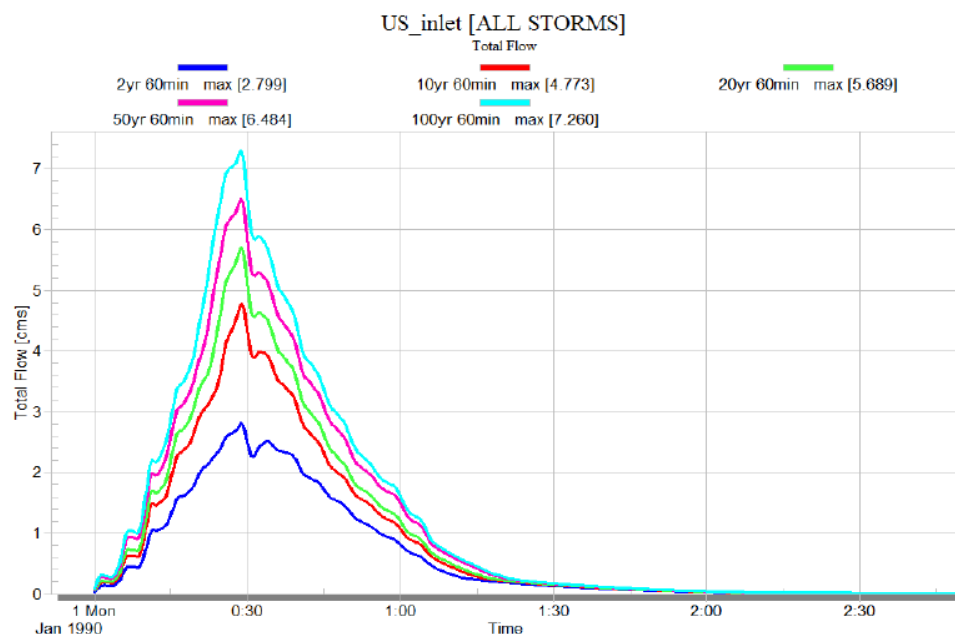 US_inlet [ALL STORMS]
Total Flow
2yr 60min max [2.799] 10yr 60min max [4.773] 20yr 60min max [5.689]
50yr 60min max [6.484] 100yr 60min max [7.260]
Total Flow [cms]
7
6
5
4
3
2
1
0
1 Mon 0:30 1:00 1:30 2:00 2:30
Jan 1990 Time